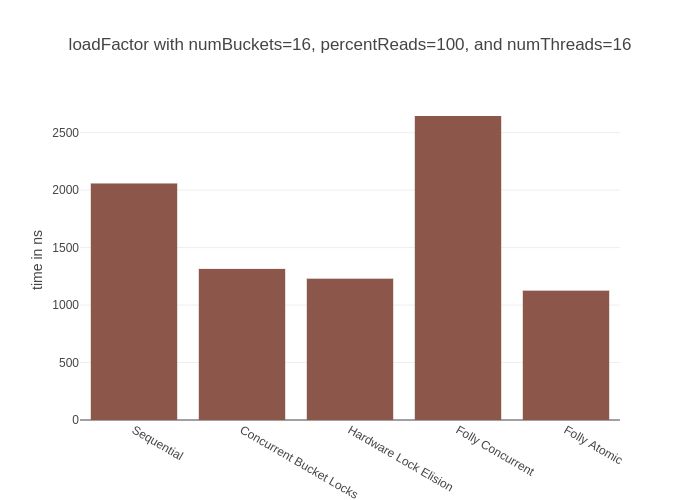 loadFactor with numBuckets=16, percentReads=100, and numThreads=16
time in ns
2500
2000
1500
1000
500
0
Sequential
Concurrent Bucket Locks
Hardware Lock Elision
Folly Concurrent
Folly Atomic